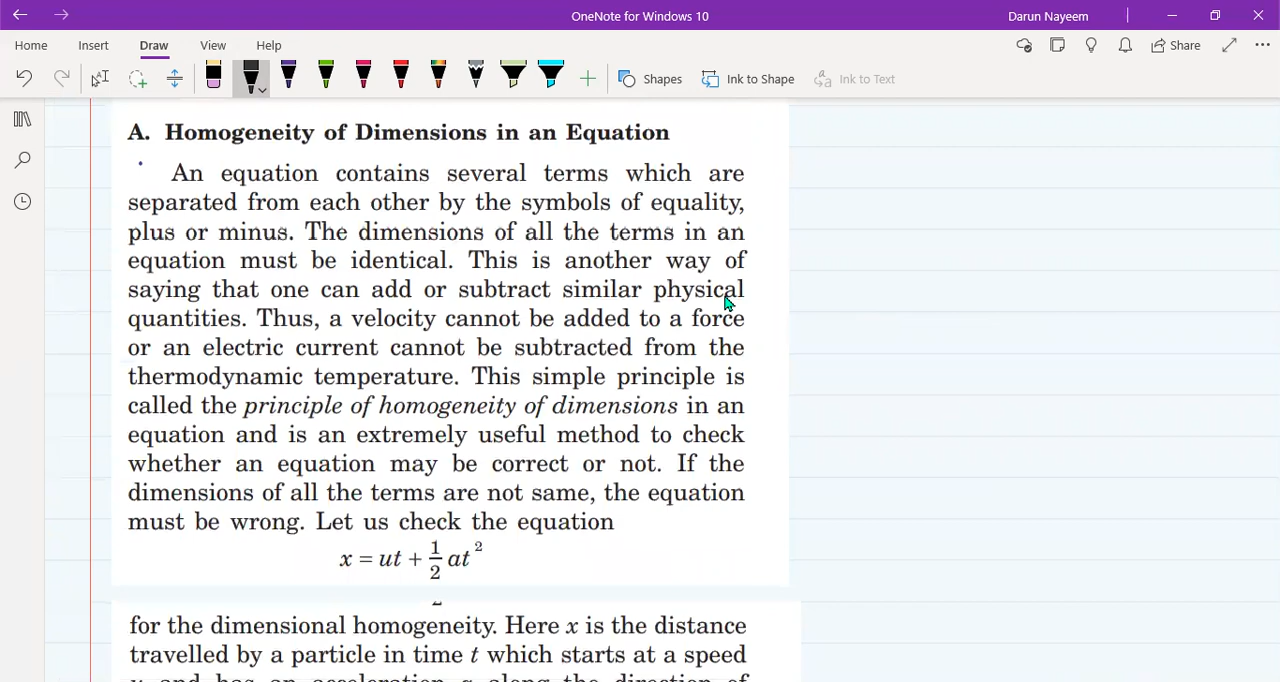 OneNote for Windows 10
Darun Nayeem
Home Insert Draw View Help
Share
Shapes Ink to Shape Ink to Text
A. Homogeneity of Dimensions in an Equation
An equation contains several terms which are
separated from each other by the symbols of equality,
plus or minus. The dimensions of all the terms in an
equation must be identical. This is another way of
saying that one can add or subtract similar physical
quantities. Thus, a velocity cannot be added to a force
or an electric current cannot be subtracted from the
thermodynamic temperature. This simple principle is
called the principle of homogeneity of dimensions in an
equation and is an extremely useful method to check
whether an equation may be correct or not. If the
dimensions of all the terms are not same, the equation
must be wrong. Let us check the equation
x = ut + 1/2 at²
for the dimensional homogeneity. Here x is the distance
travelled by a particle in time t which starts at a speed
u and has an acceleration a along the direction of